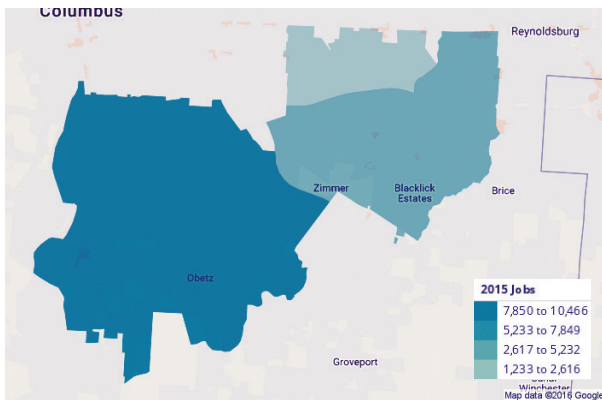 Columbus
Reynoldsburg
Zimmer
Blacklick
Estates
Brice
Obetz
Groveport
2015 Jobs
7,850 to 10,466
5,233 to 7,849
2,617 to 5,232
1,233 to 2,616
Winchester
Map data ©2016 Google